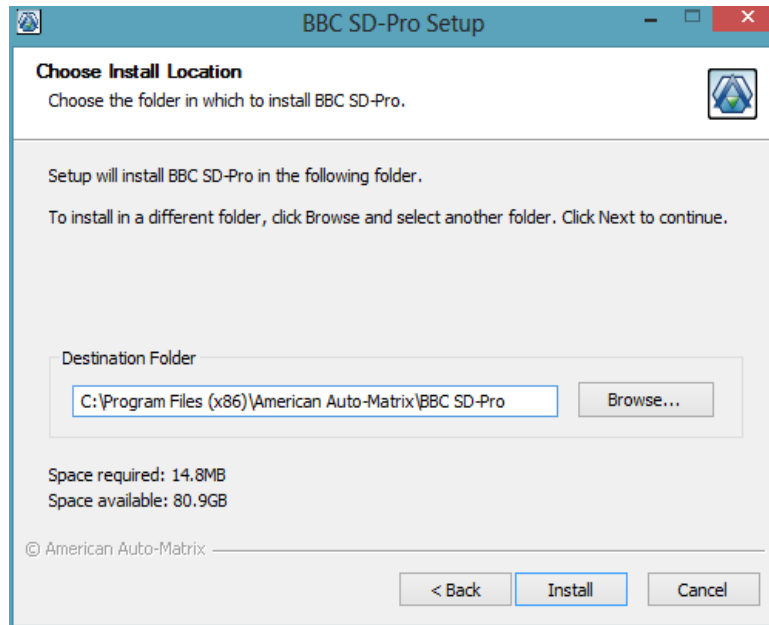 BBC SD-Pro Setup
Choose Install Location
Choose the folder in which to install BBC SD-Pro.
Setup will install BBC SD-Pro in the following folder.
To install in a different folder, click Browse and select another folder. Click Next to continue.
Destination Folder
C:\Program Files (x86)\American Auto-Matrix\BBC SD-Pro
Browse...
Space required: 14.8MB
Space available: 80.9GB
© American Auto-Matrix
< Back
Install
Cancel